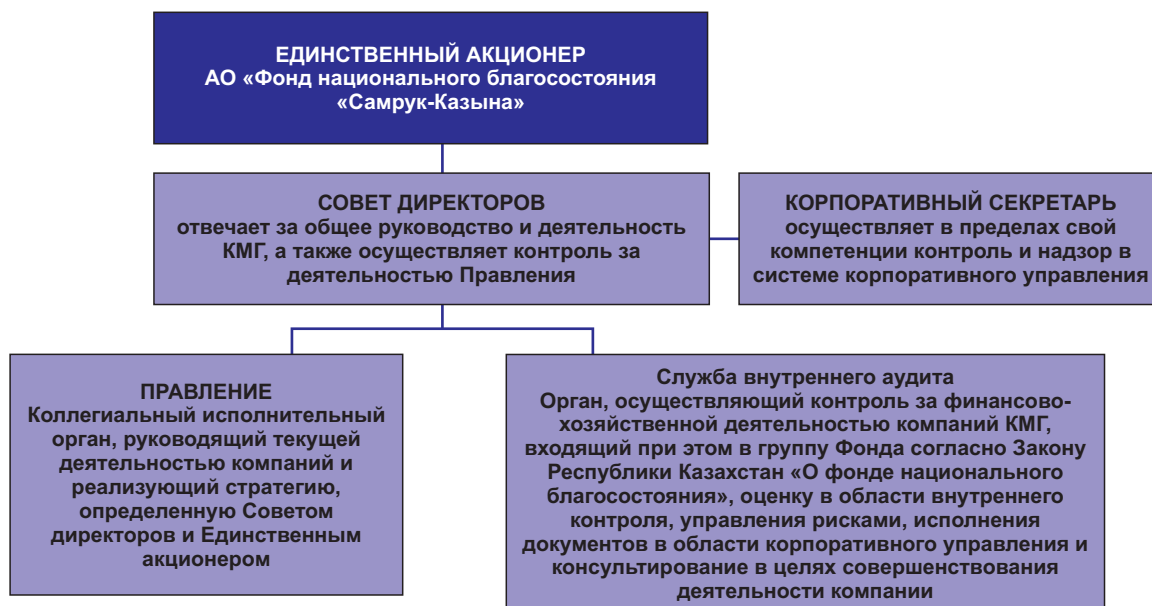 ЕДИНСТВЕННЫЙ АКЦИОНЕР
АО «Фонд национального благосостояния
«Самрук-Казына»
СОВЕТ ДИРЕКТОРОВ
отвечает за общее руководство и деятельность
КМГ, а также осуществляет контроль за
деятельностью Правления
КОРПОРАТИВНЫЙ СЕКРЕТАРЬ
осуществляет в пределах свой
компетенции контроль и надзор в
системе корпоративного управления
ПРАВЛЕНИЕ
Коллегиальный исполнительный
орган, руководящий текущей
деятельностью компаний и
реализующий стратегию,
определенную Советом
директоров и Единственным
акционером
Служба внутреннего аудита
Орган, осуществляющий контроль за финансово-
хозяйственной деятельностью компаний КМГ,
входящий при этом в группу Фонда согласно Закону
Республики Казахстан «О фонде национального
благосостояния», оценку в области внутреннего
контроля, управления рисками, исполнения
документов в области корпоративного управления и
консультирование в целях совершенствования
деятельности компании